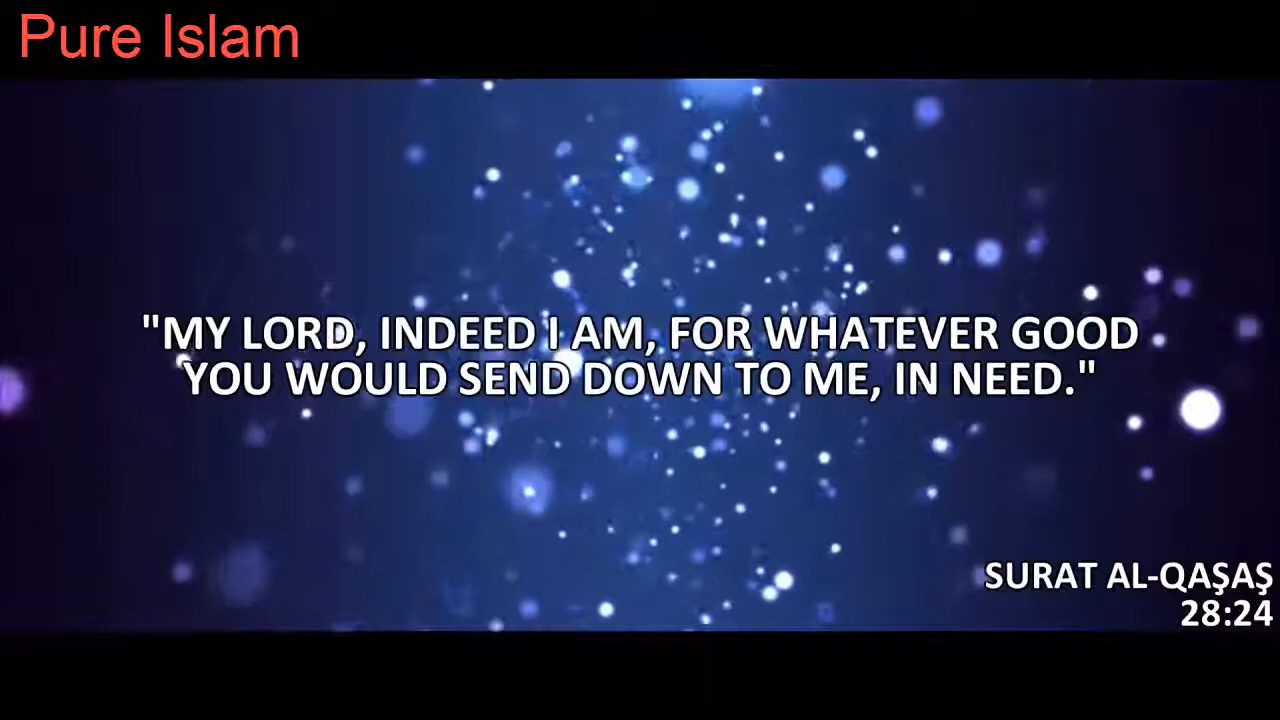 Pure Islam
"MY LORD, INDEED I AM, FOR WHATEVER GOOD
YOU WOULD SEND DOWN TO ME, IN NEED."
SURAT AL-QAŞAŞ
28:24